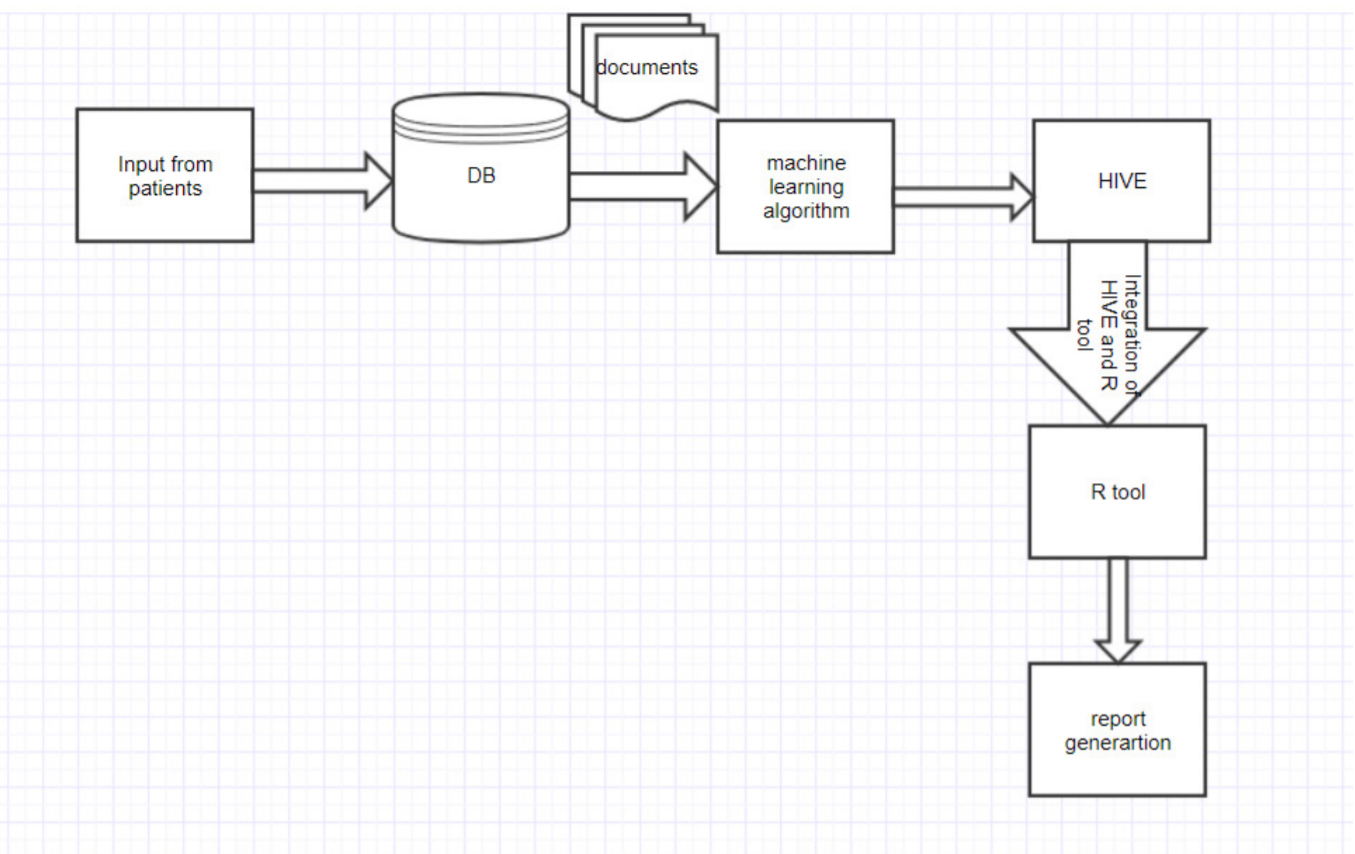 documents
Input from
patients
DB
machine
learning
algorithm
HIVE
Integration of
HIVE and R
tool
R tool
report
generartion